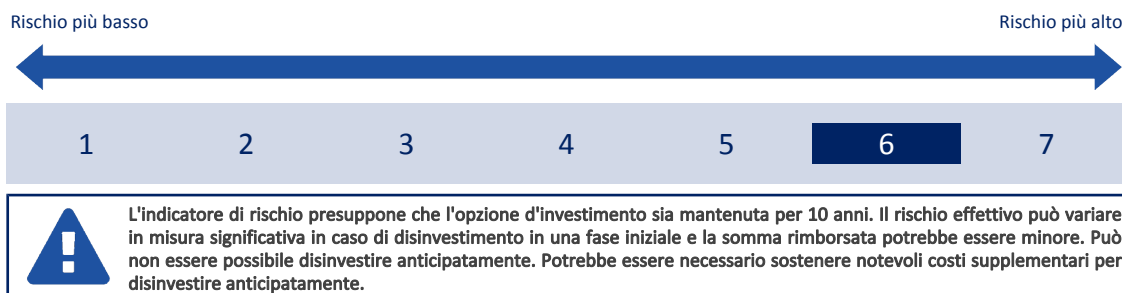 Rischio più basso Rischio più alto
1 2 3 4 5 6 7
L'indicatore di rischio presuppone che l'opzione d'investimento sia mantenuta per 10 anni. Il rischio effettivo può variare
in misura significativa in caso di disinvestimento in una fase iniziale e la somma rimborsata potrebbe essere minore. Può
non essere possibile disinvestire anticipatamente. Potrebbe essere necessario sostenere notevoli costi supplementari per
disinvestire anticipatamente.